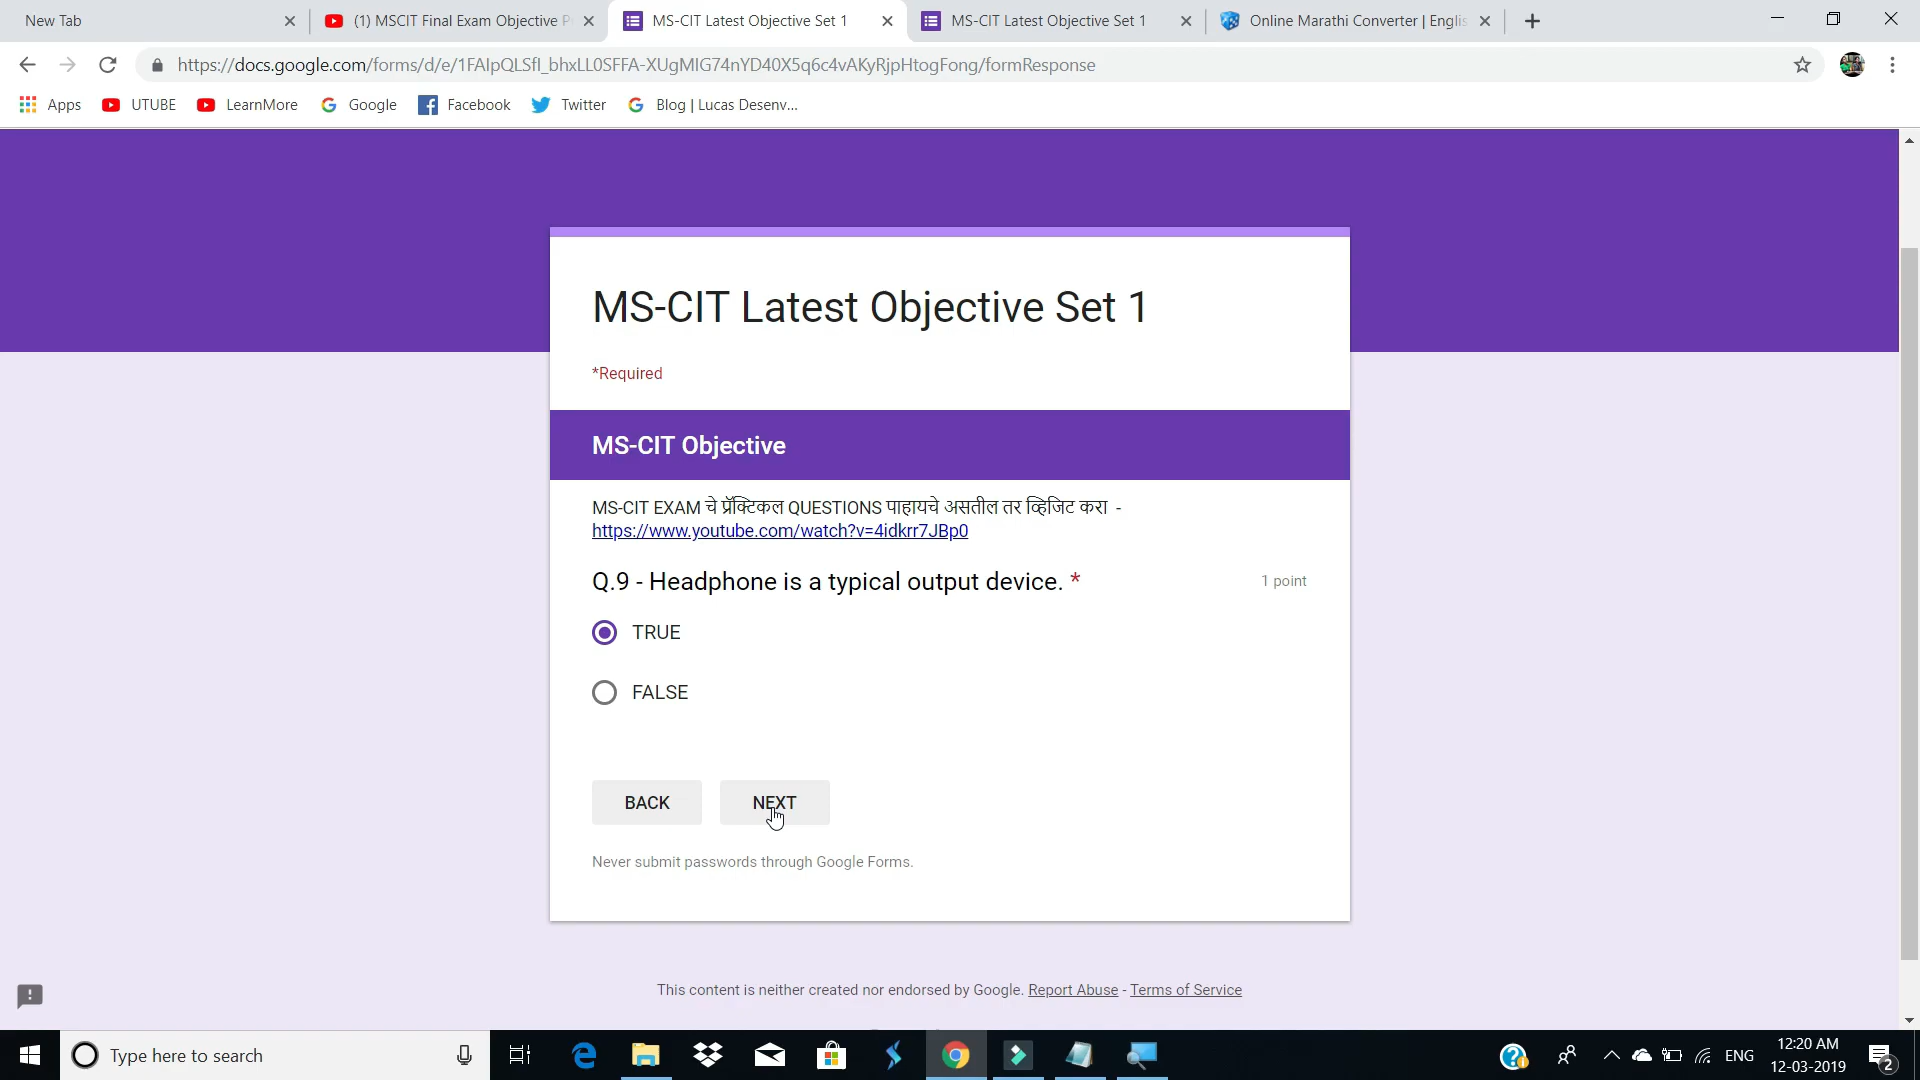 New Tab
(1) MSCIT Final Exam Objective P
MS-CIT Latest Objective Set 1
MS-CIT Latest Objective Set 1
Online Marathi Converter | Englis
https://docs.google.com/forms/d/e/1FAIpQLSfI_bhxLL0SFFA-XUgMIG74nYD40X5q6c4vAKyRjpHtogFong/formResponse
Apps
UTUBE
LearnMore
Google
Facebook
Twitter
Blog | Lucas Desenv...
MS-CIT Latest Objective Set 1
*Required
MS-CIT Objective
MS-CIT EXAM चे प्रॅक्टिकल QUESTIONS पाहायचे असतील तर व्हिजिट करा -
https://www.youtube.com/watch?v=4idkrr7JBp0
Q.9 - Headphone is a typical output device. *
1 point
TRUE
FALSE
BACK
NEXT
Never submit passwords through Google Forms.
This content is neither created nor endorsed by Google. Report Abuse - Terms of Service
Type here to search
ENG
12:20 AM
12-03-2019
2